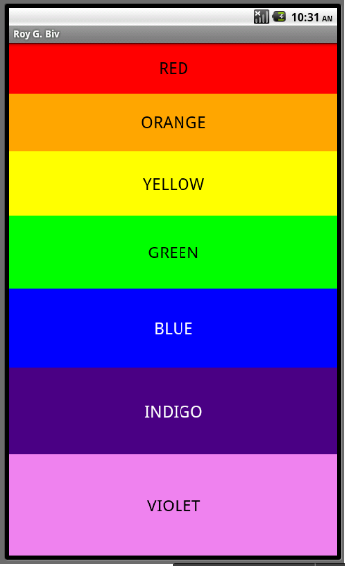 10:31 AM
Roy G. Biv
RED
ORANGE
YELLOW
GREEN
BLUE
INDIGO
VIOLET